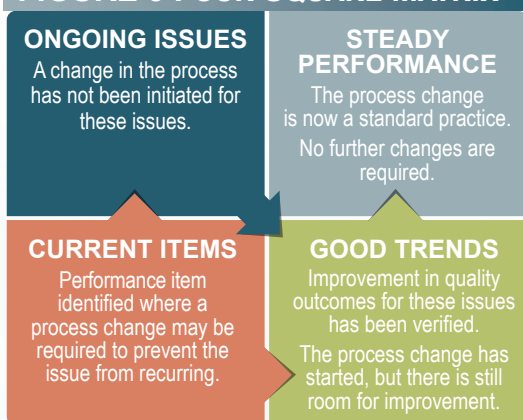 ONGOING ISSUES
A change in the process
has not been initiated for
these issues.
STEADY
PERFORMANCE
The process change
is now a standard practice.
No further changes are
required.
CURRENT ITEMS
Performance item
identified where a
process change may be
required to prevent the
issue from recurring.
GOOD TRENDS
Improvement in quality
outcomes for these issues
has been verified.
The process change has
started, but there is still
room for improvement.